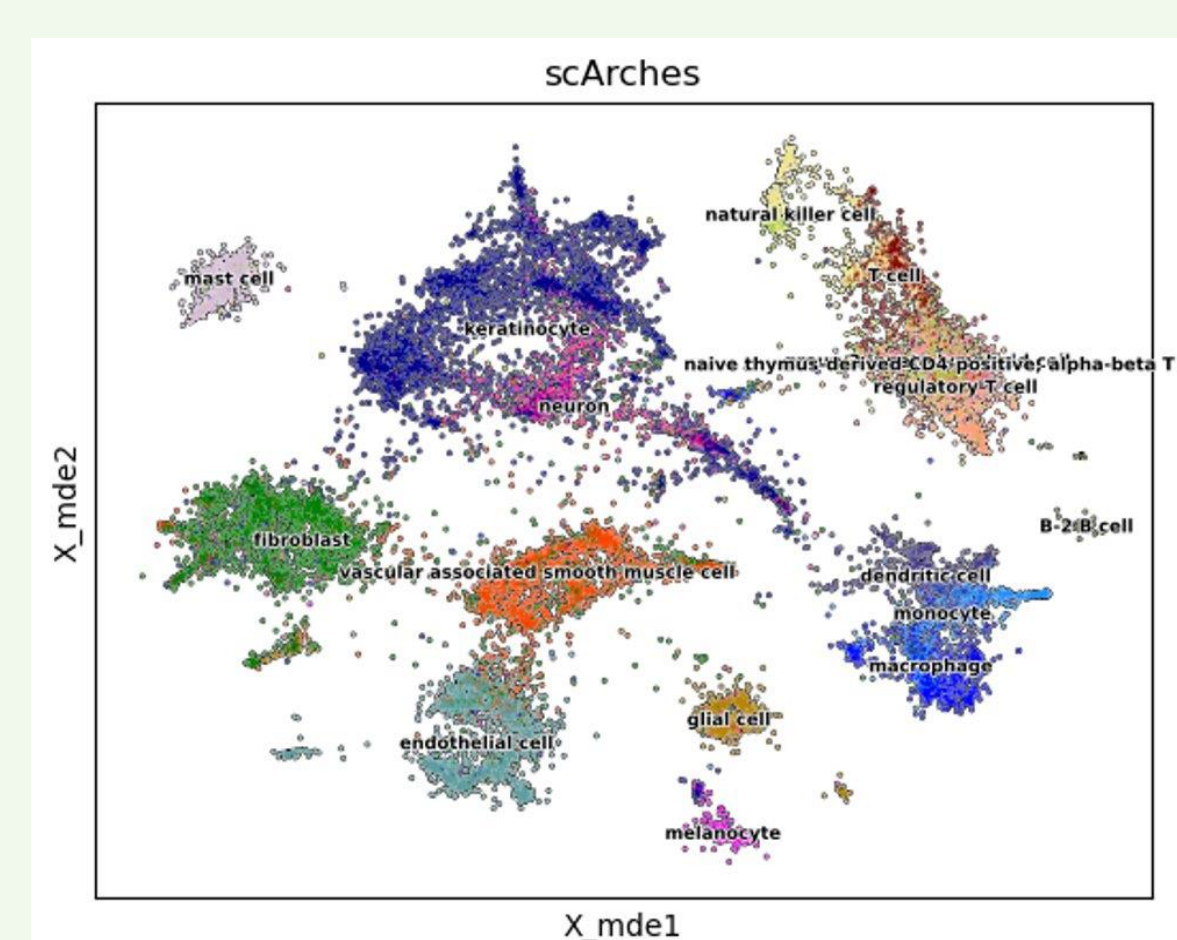 scArches
natural killer cell
mast cell
T cell
keratinocyte
naive thymus-derived CD4-positive, alpha-beta T
regulatory T cell
neuron
B-2 B cell
fibroblast
vascular associated smooth muscle cell
dendritic cell
monocyte
macrophage
glial cell
endothelial cell
melanocyte
X_mde2
X_mde1